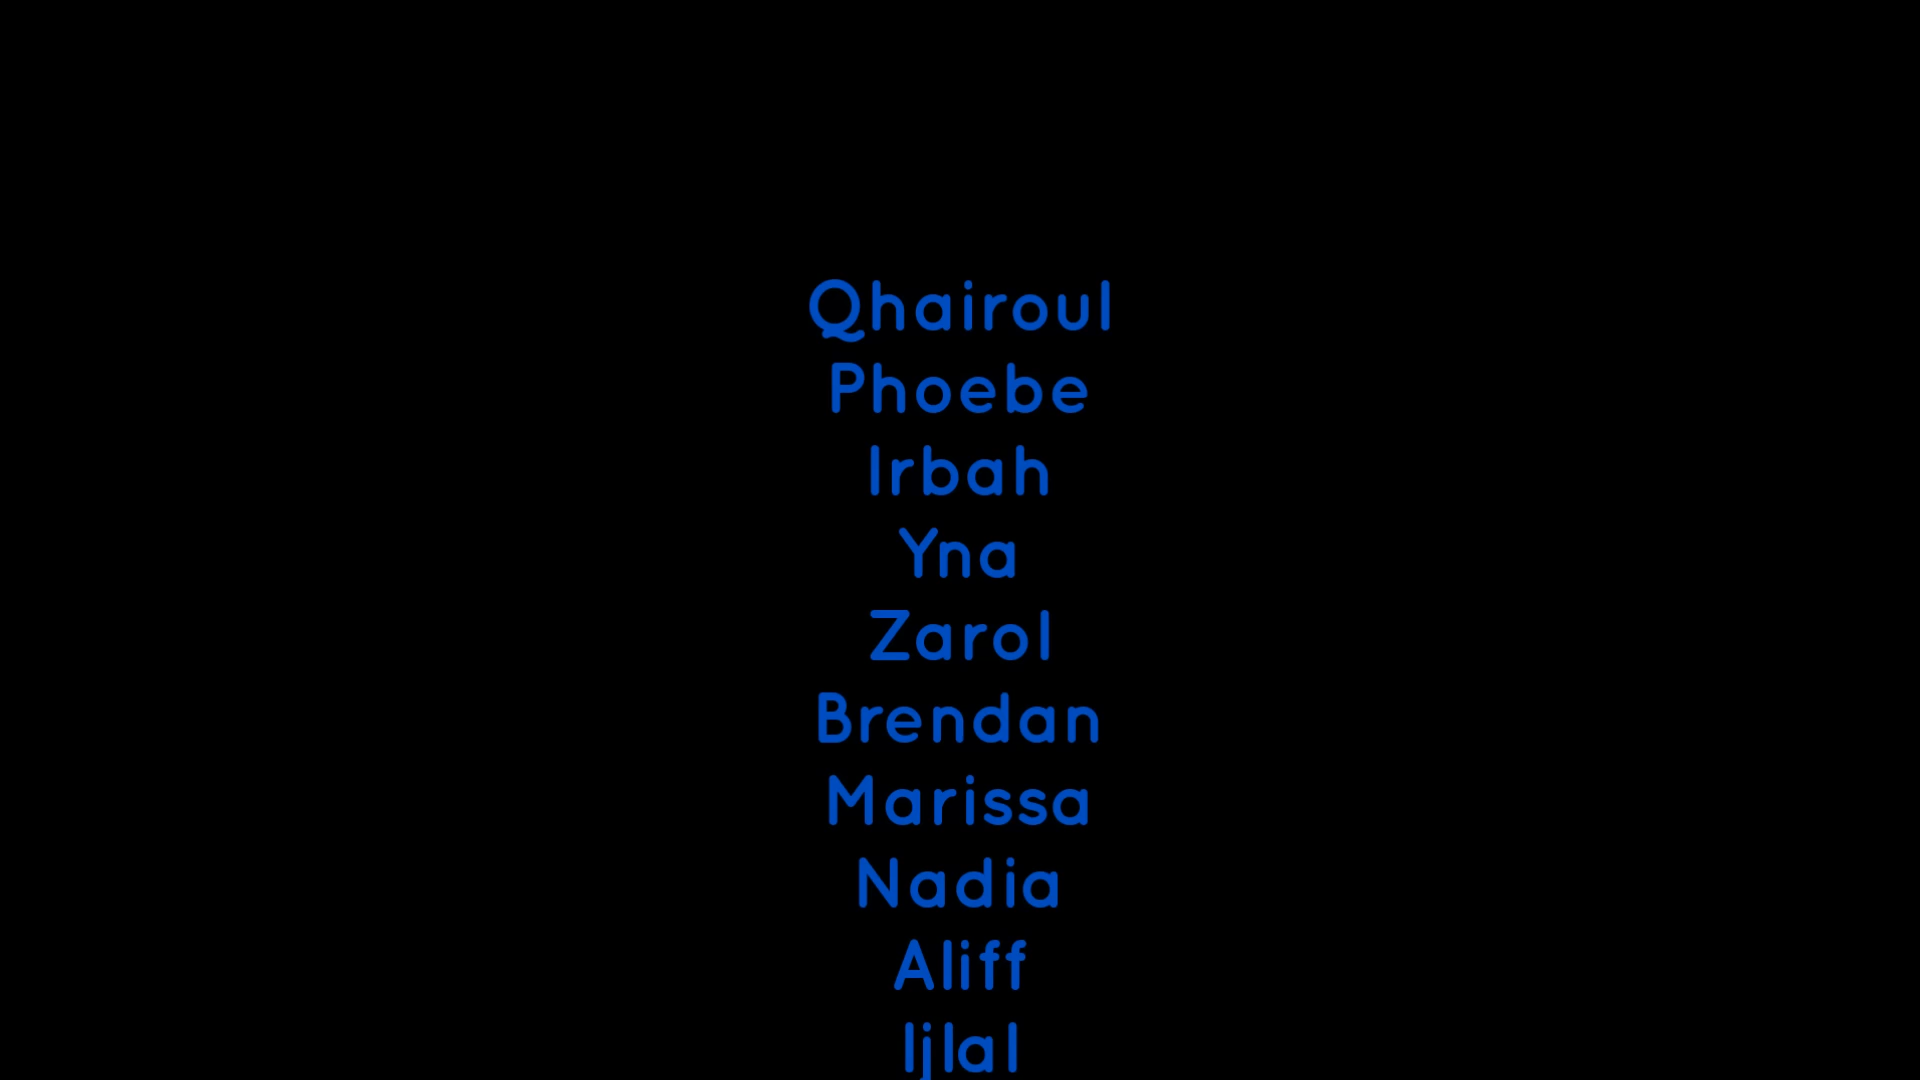 Qhairoul
Phoebe
Irbah
Yna
Zarol
Brendan
Marissa
Nadia
Aliff
Ijlal